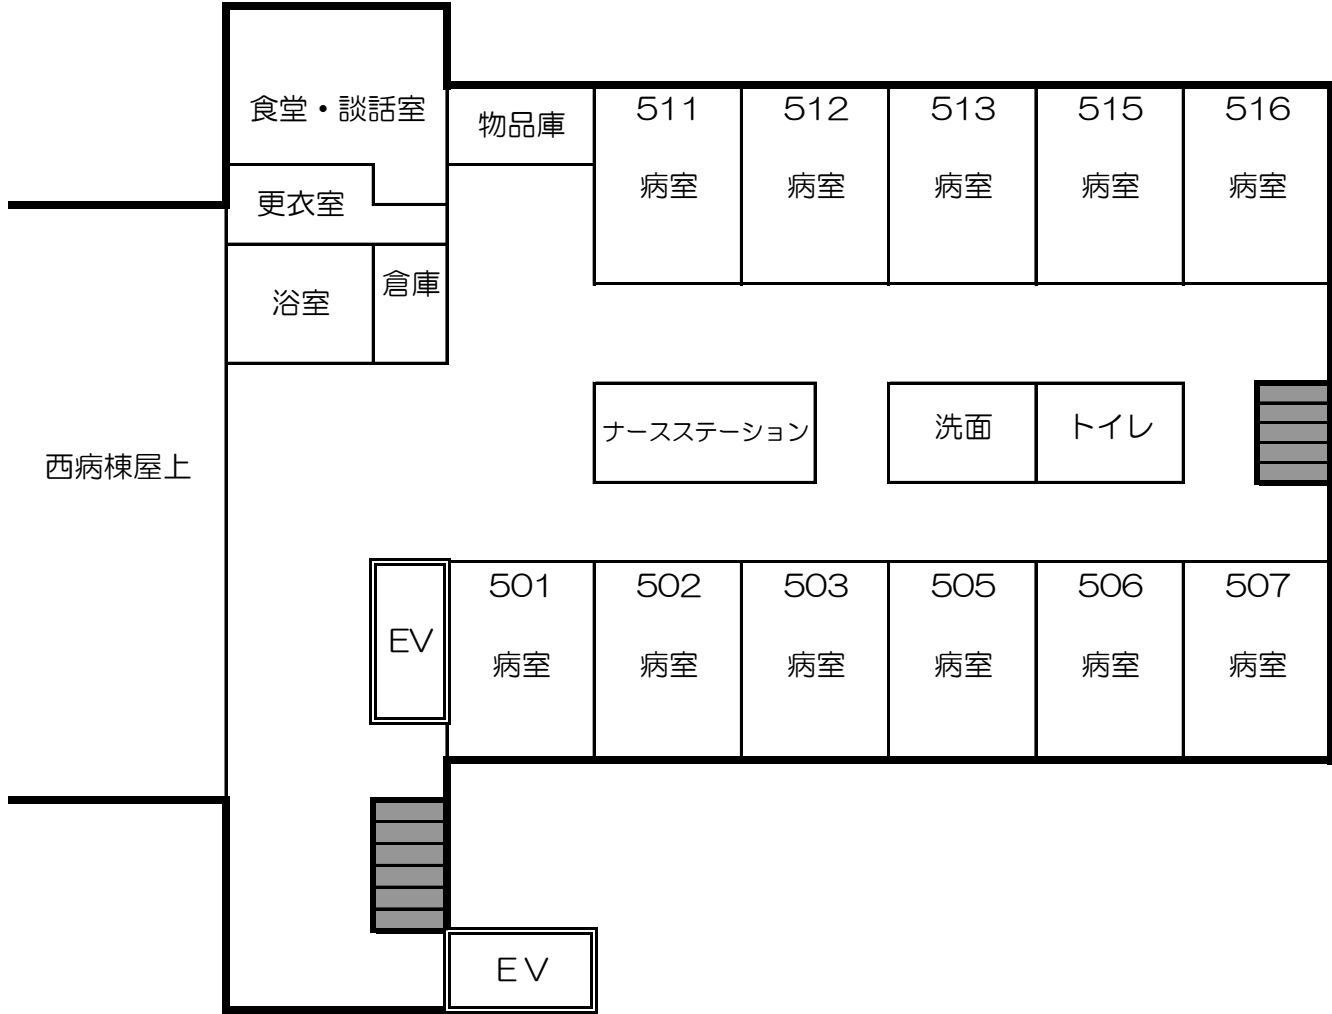 食堂・談話室
物品庫
511
病室
512
病室
513
病室
515
病室
516
病室
更衣室
浴室
倉庫
ナースステーション
洗面
トイレ
西病棟屋上
EV
501
病室
502
病室
503
病室
505
病室
506
病室
507
病室
EV